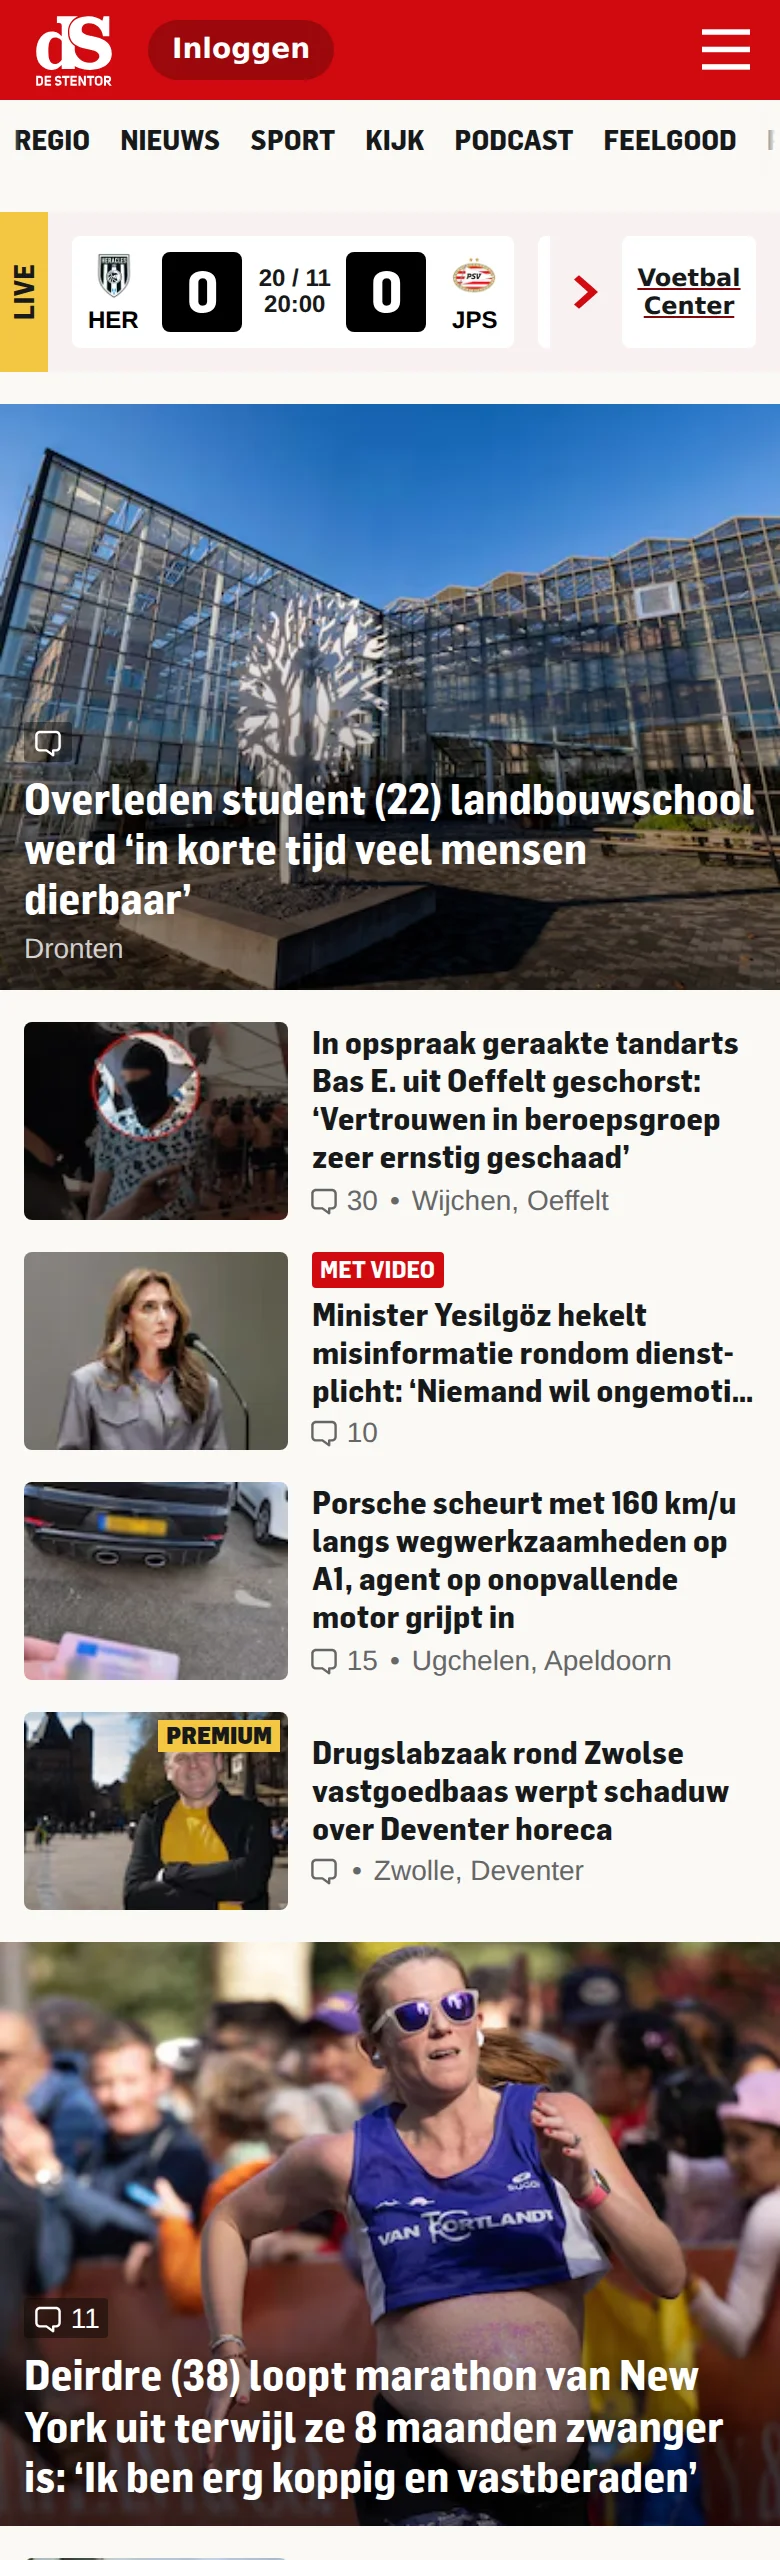 dS
DE STENTOR
Inloggen
REGIO NIEUWS SPORT KIJK PODCAST FEELGOOD
LIVE
HERACLES
HER
0
20 / 11
20:00
0
PSV
JPS
Voetbal
Center
Overleden student (22) landbouwschool
werd ‘in korte tijd veel mensen
dierbaar’
Dronten
In opspraak geraakte tandarts
Bas E. uit Oeffelt geschorst:
‘Vertrouwen in beroepsgroep
zeer ernstig geschaad’
30 • Wijchen, Oeffelt
MET VIDEO
Minister Yesilgöz hekelt
misinformatie rondom dienst-
plicht: ‘Niemand wil ongemoti...
10
Porsche scheurt met 160 km/u
langs wegwerkzaamheden op
A1, agent op onopvallende
motor grijpt in
15 • Ugchelen, Apeldoorn
PREMIUM
Drugslabzaak rond Zwolse
vastgoedbaas werpt schaduw
over Deventer horeca
• Zwolle, Deventer
VAN CORTLANDT
11
Deirdre (38) loopt marathon van New
York uit terwijl ze 8 maanden zwanger
is: ‘Ik ben erg koppig en vastberaden’